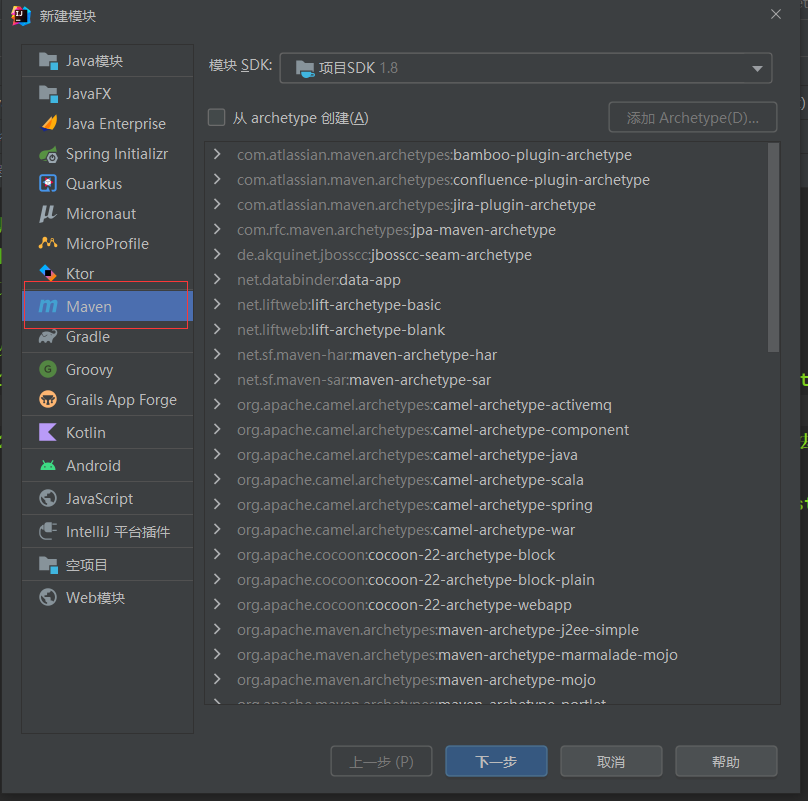 新建模块
Java模块
JavaFX
Java Enterprise
Spring Initializr
Quarkus
Micronaut
MicroProfile
Ktor
Maven
Gradle
Groovy
Grails App Forge
Kotlin
Android
JavaScript
IntelliJ 平台插件
空项目
Web模块
模块 SDK: 项目SDK 1.8
从 archetype 创建(A) 添加 Archetype(D)...
com.atlassian.maven.archetypes:bamboo-plugin-archetype
com.atlassian.maven.archetypes:confluence-plugin-archetype
com.atlassian.maven.archetypes:jira-plugin-archetype
com.rfc.maven.archetypes:jpa-maven-archetype
de.akquinet.jbosscc:jbosscc-seam-archetype
net.databinder:data-app
net.liftweb:lift-archetype-basic
net.liftweb:lift-archetype-blank
net.sf.maven-har:maven-archetype-har
net.sf.maven-sar:maven-archetype-sar
org.apache.camel.archetypes:camel-archetype-activemq
org.apache.camel.archetypes:camel-archetype-component
org.apache.camel.archetypes:camel-archetype-java
org.apache.camel.archetypes:camel-archetype-scala
org.apache.camel.archetypes:camel-archetype-spring
org.apache.camel.archetypes:camel-archetype-war
org.apache.cocoon:cocoon-22-archetype-block
org.apache.cocoon:cocoon-22-archetype-block-plain
org.apache.cocoon:cocoon-22-archetype-webapp
org.apache.maven.archetypes:maven-archetype-j2ee-simple
org.apache.maven.archetypes:maven-archetype-marmalade-mojo
org.apache.maven.archetypes:maven-archetype-mojo
org.apache.maven.archetypes:maven-archetype-portlet
上一步 (P) 下一步 取消 帮助